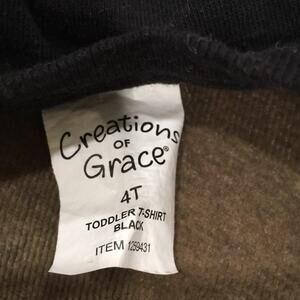 Creations
OF
Grace®
4T
TODDLER T-SHIRT
BLACK
ITEM 1259431